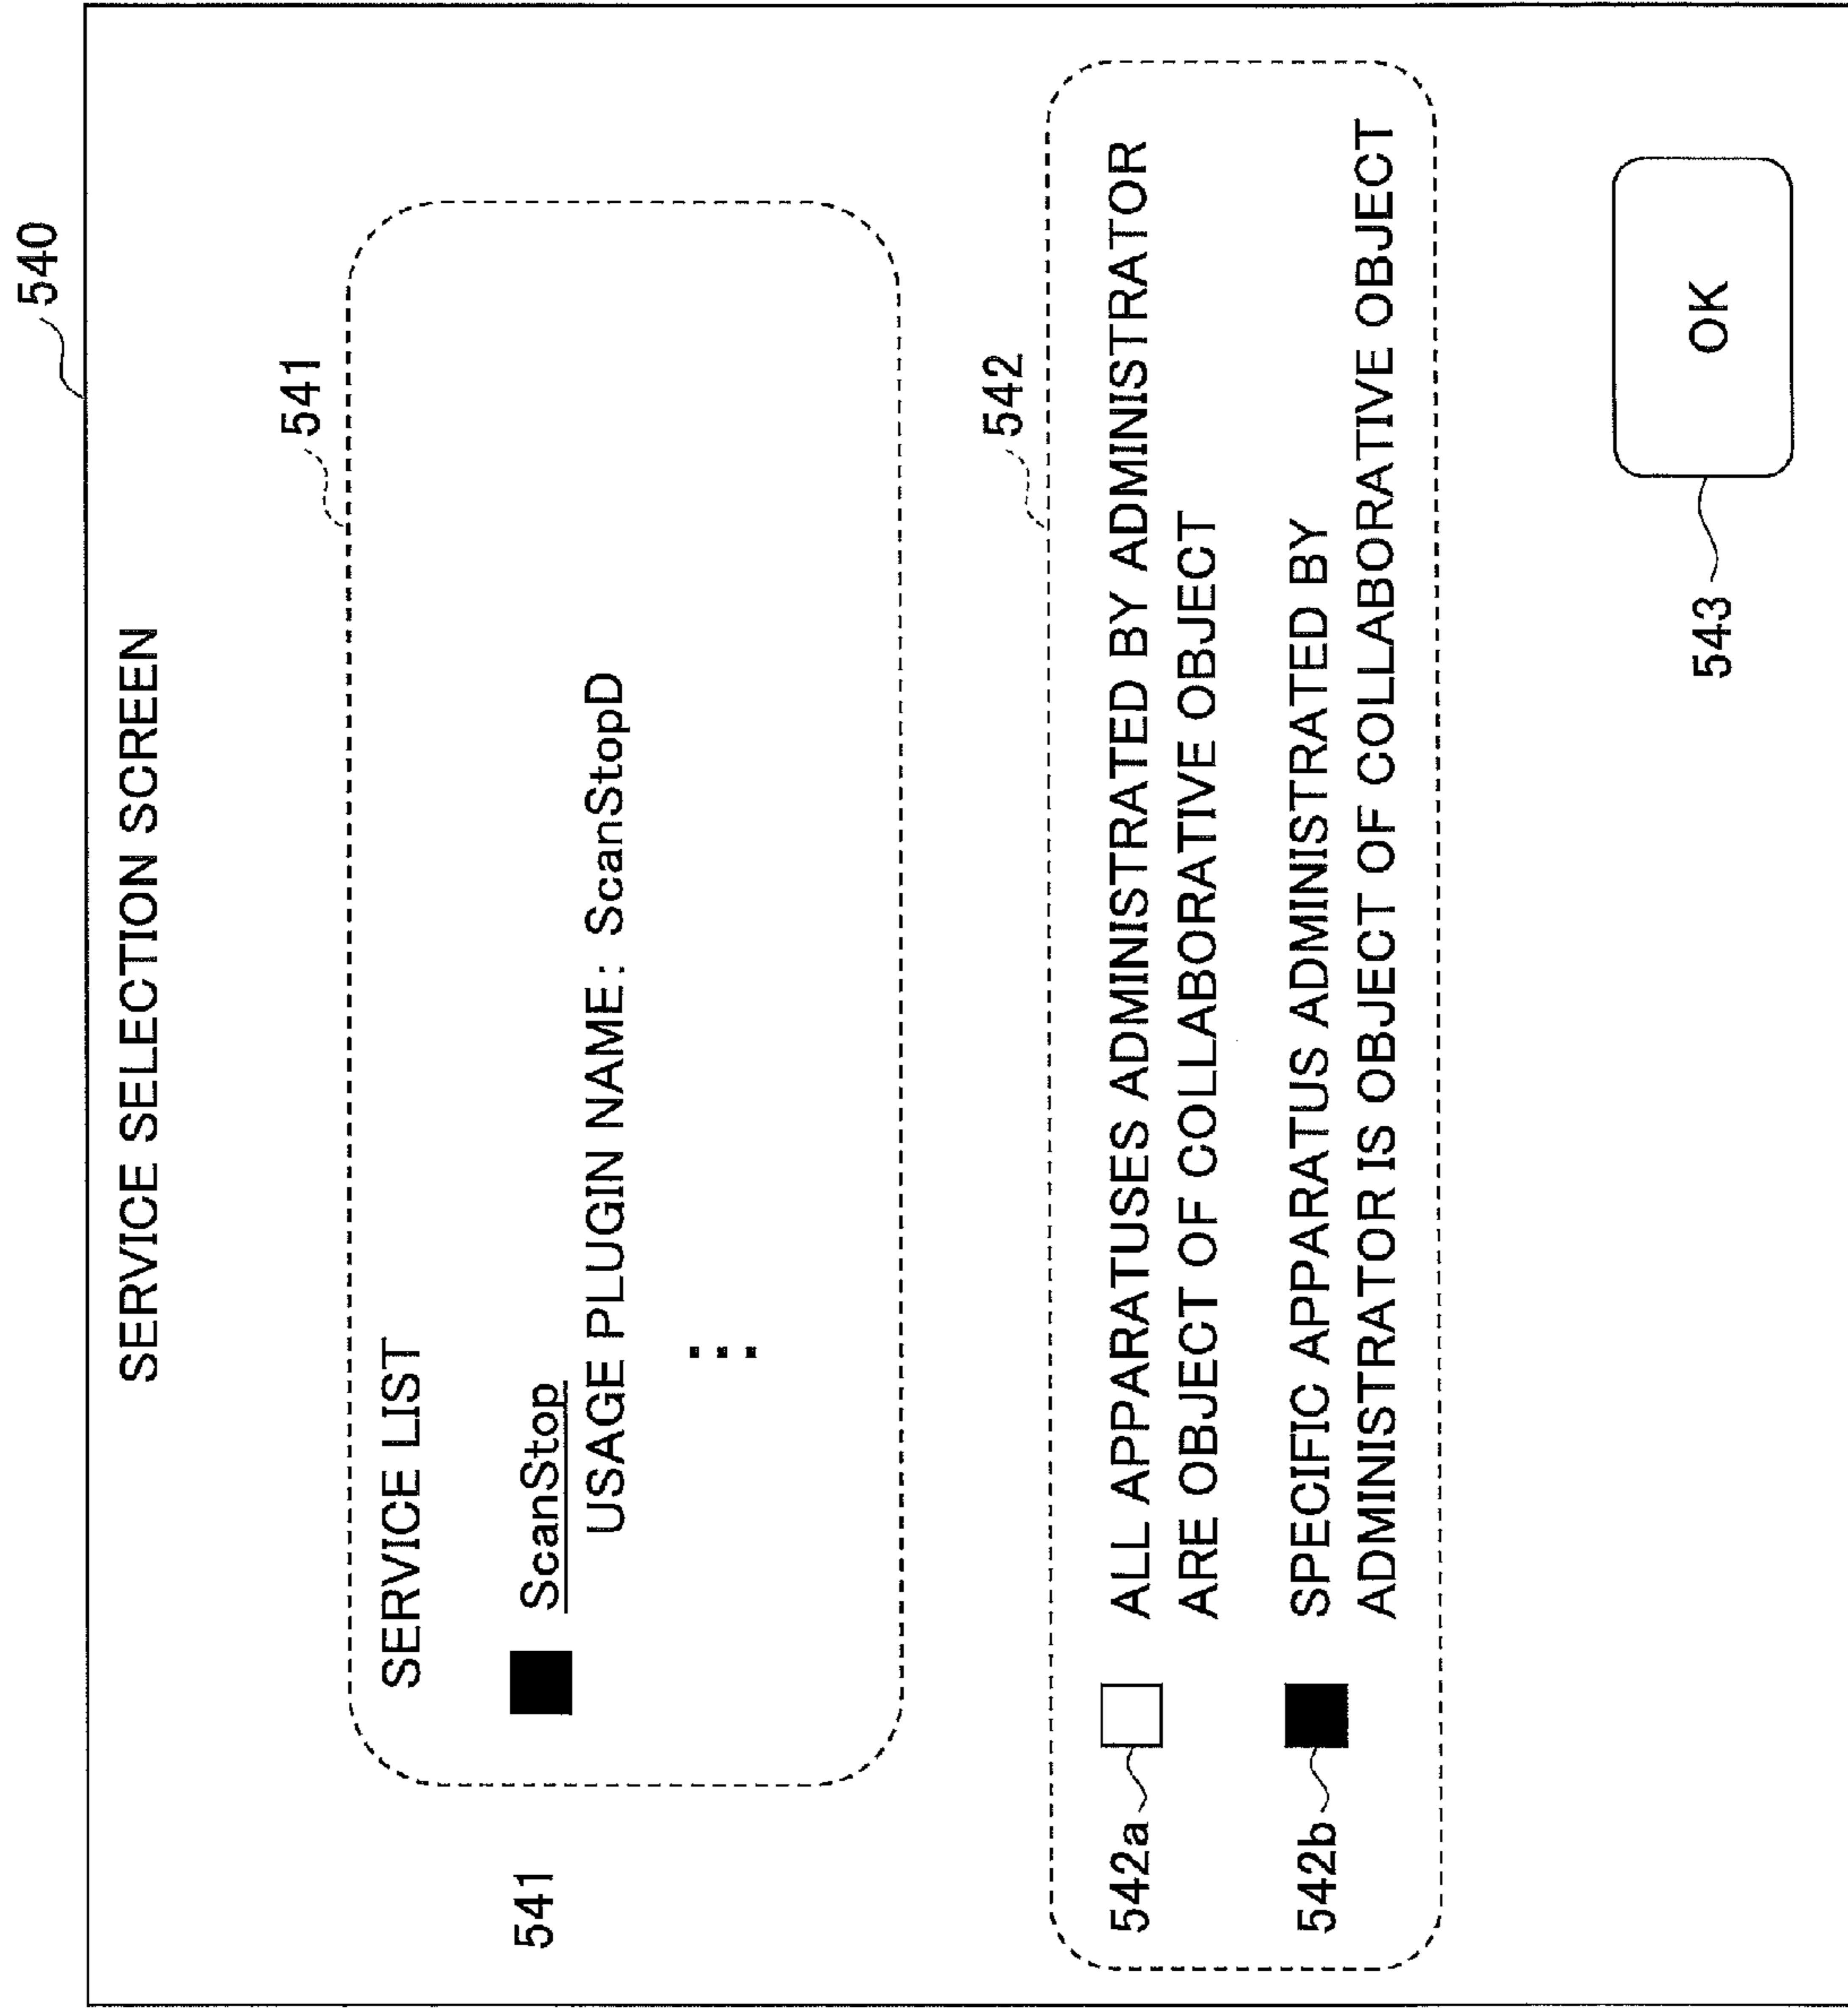 540
SERVICE SELECTION SCREEN
541
SERVICE LIST
541
ScanStop
USAGE PLUGIN NAME: ScanStopD
542
542a
ALL APPARATUSES ADMINISTRATED BY ADMINISTRATOR
ARE OBJECT OF COLLABORATIVE OBJECT
542b
SPECIFIC APPARATUS ADMINISTRATED BY
ADMINISTRATOR IS OBJECT OF COLLABORATIVE OBJECT
543
OK